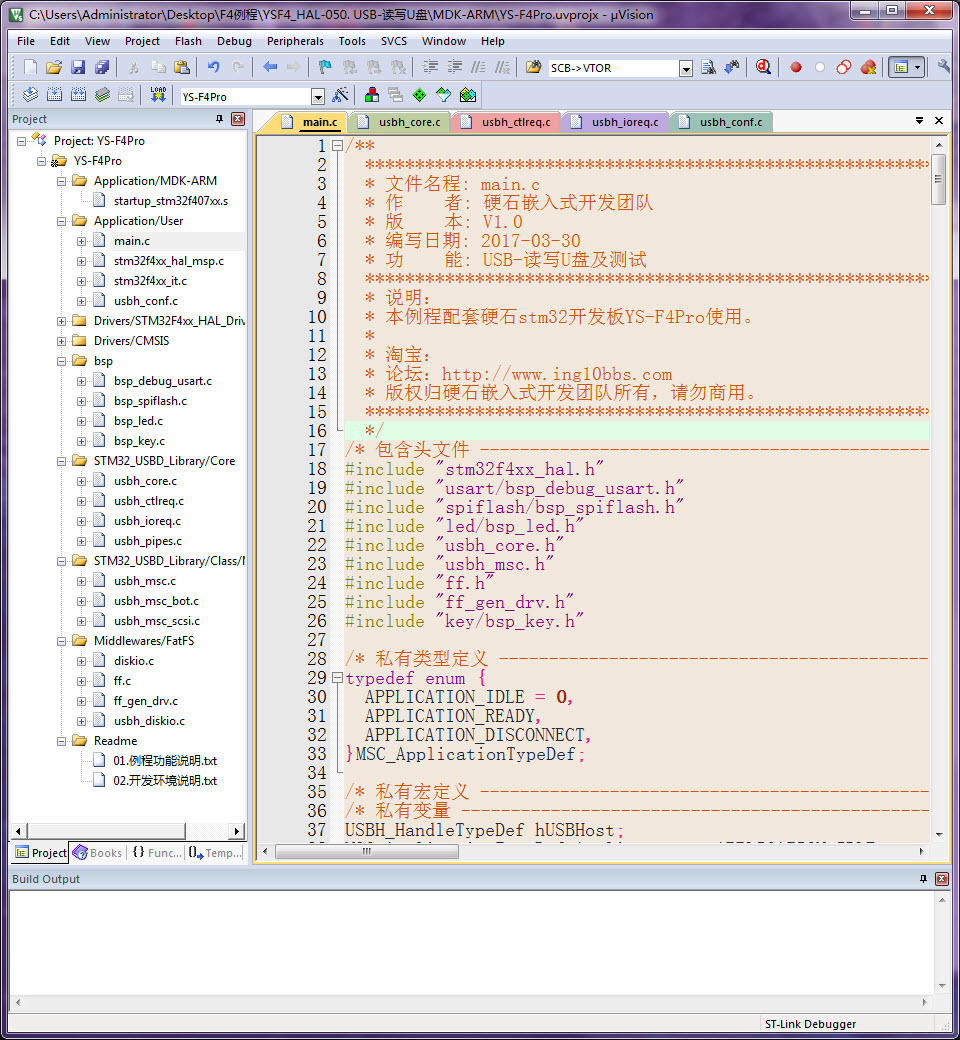 C:\Users\Administrator\Desktop\F4例程\YSF4_HAL-050. USB-读写U盘\MDK-ARM\YS-F4Pro.uvprojx - µVision
File Edit View Project Flash Debug Peripherals Tools SVCS Window Help
SCB->VTOR
LOAD YS-F4Pro
Project
Project: YS-F4Pro
YS-F4Pro
Application/MDK-ARM
startup_stm32f407xx.s
Application/User
main.c
stm32f4xx_hal_msp.c
stm32f4xx_it.c
usbh_conf.c
Drivers/STM32F4xx_HAL_Driv
Drivers/CMSIS
bsp
bsp_debug_usart.c
bsp_spiflash.c
bsp_led.c
bsp_key.c
STM32_USBD_Library/Core
usbh_core.c
usbh_ctlreq.c
usbh_ioreq.c
usbh_pipes.c
STM32_USBD_Library/Class/
usbh_msc.c
usbh_msc_bot.c
usbh_msc_scsi.c
Middlewares/FatFS
diskio.c
ff.c
ff_gen_drv.c
usbh_diskio.c
Readme
01.例程功能说明.txt
02.开发环境说明.txt
Project Books {} Func... {} Temp...
main.c usbh_core.c usbh_ctlreq.c usbh_ioreq.c usbh_conf.c
1 /**
2 **********************************************************
3 * 文件名程: main.c
4 * 作    者: 硬石嵌入式开发团队
5 * 版    本: V1.0
6 * 编写日期: 2017-03-30
7 * 功    能: USB-读写U盘及测试
8 **********************************************************
9 * 说明：
10 * 本例程配套硬石stm32开发板YS-F4Pro使用。
11 *
12 * 淘宝：
13 * 论坛：http://www.ing10bbs.com
14 * 版权归硬石嵌入式开发团队所有，请勿商用。
15 **********************************************************
16 */
17 /* 包含头文件 ---------------------------------------------
18 #include "stm32f4xx_hal.h"
19 #include "usart/bsp_debug_usart.h"
20 #include "spiflash/bsp_spiflash.h"
21 #include "led/bsp_led.h"
22 #include "usbh_core.h"
23 #include "usbh_msc.h"
24 #include "ff.h"
25 #include "ff_gen_drv.h"
26 #include "key/bsp_key.h"
27
28 /* 私有类型定义 -------------------------------------------
29 typedef enum {
30 APPLICATION_IDLE = 0,
31 APPLICATION_READY,
32 APPLICATION_DISCONNECT,
33 }MSC_ApplicationTypeDef;
34
35 /* 私有宏定义 ---------------------------------------------
36 /* 私有变量 -----------------------------------------------
37 USBH_HandleTypeDef hUSBHost;
Build Output
ST-Link Debugger